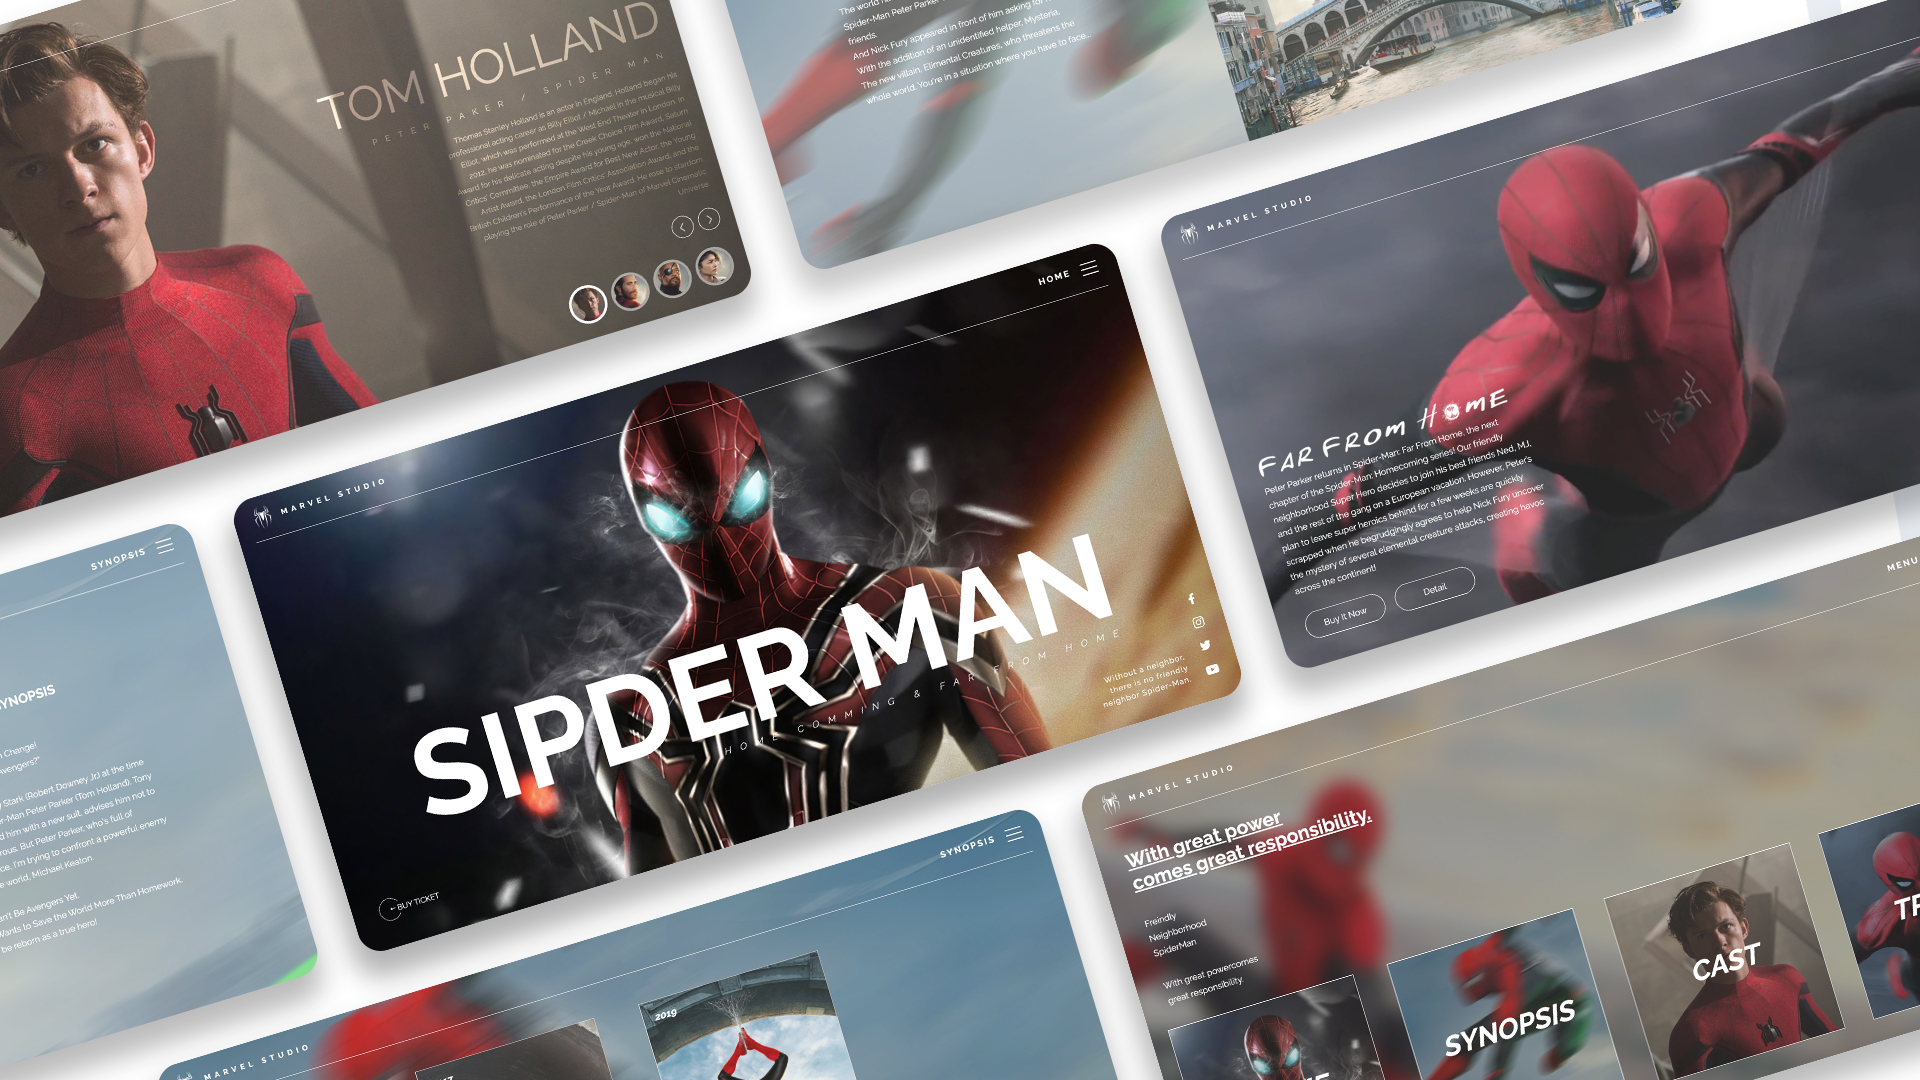 TOM HOLLAND
PETER PAKER / SPIDER MAN
Thomas Stanley Holland is an actor in England. Holland began his
professional acting career as Billy Elliot / Michael in the musical Billy
Elliot, which was performed at the West End Theater in London. In
2012, he was nominated for the Creek Choice Film Award, Saturn
Award for his delicate acting despite his young age, won the National
Critics' Committee, the Empire Award for Best New Actor, the Young
Artist Award, the London Film Critics' Association Award, and the
British Children's Performance of the Year Award. He rose to stardom
playing the role of Peter Parker / Spider-Man of Marvel Cinematic
Universe
The world
Spider-Man Peter Parker
friends.
And Nick Fury appeared in front of him asking for
With the addition of an unidentified helper, Mysteria,
The new villain, Elimental Creatures, who threatens the
whole world. You're in a situation where you have to face...
MARVEL STUDIO
FAR FROM HOME
Peter Parker returns in Spider-Man: Far From Home, the next
chapter of the Spider-Man: Homecoming series! Our friendly
neighborhood Super Hero decides to join his best friends Ned, MJ,
and the rest of the gang on a European vacation. However, Peter's
plan to leave super heroics behind for a few weeks are quickly
scrapped when he begrudgingly agrees to help Nick Fury uncover
the mystery of several elemental creature attacks, creating havoc
across the continent!
Buy It Now
Detail
MARVEL STUDIO
HOME
SIPDER MAN
HOME COMMING & FAR FROM HOME
Without a neighbor,
there is no friendly
neighbor Spider-Man.
BUY TICKET
SYNOPSIS
SYNOPSIS
Change!
Avengers?"
Stark (Robert Downey Jr.) at the time
Man Peter Parker (Tom Holland). Tony
him with a new suit, advises him not to
But Peter Parker, who's full of
I'm trying to confront a powerful enemy
world, Michael Keaton.
Be Avengers Yet.
Wants to Save the World More Than Homework,
be reborn as a true hero!
MARVEL STUDIO
SYNOPSIS
2019
MARVEL STUDIO
MENU
With great power
comes great responsibility.
Freindly
Neighborhood
SpiderMan
With great powercomes
great responsibility
SYNOPSIS
CAST